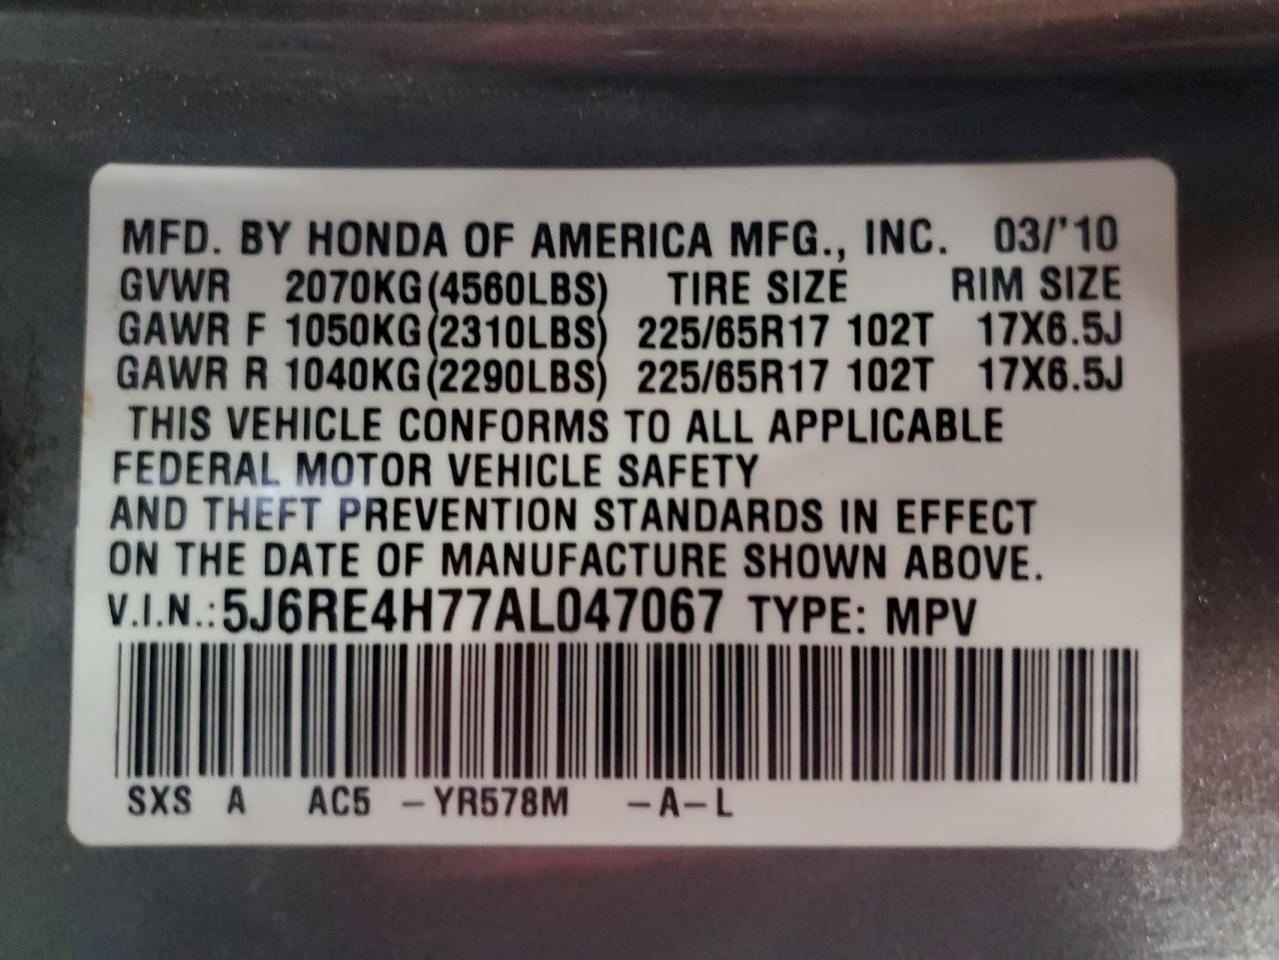 MFD. BY HONDA OF AMERICA MFG., INC. 03/'10
GVWR 2070KG(4560LBS) TIRE SIZE RIM SIZE
GAWR F 1050KG(2310LBS) 225/65R17 102T 17X6.5J
GAWR R 1040KG(2290LBS) 225/65R17 102T 17X6.5J
THIS VEHICLE CONFORMS TO ALL APPLICABLE
FEDERAL MOTOR VEHICLE SAFETY
AND THEFT PREVENTION STANDARDS IN EFFECT
ON THE DATE OF MANUFACTURE SHOWN ABOVE.
V.I.N.:5J6RE4H77AL047067 TYPE: MPV
SXS A AC5 -YR578M -A-L